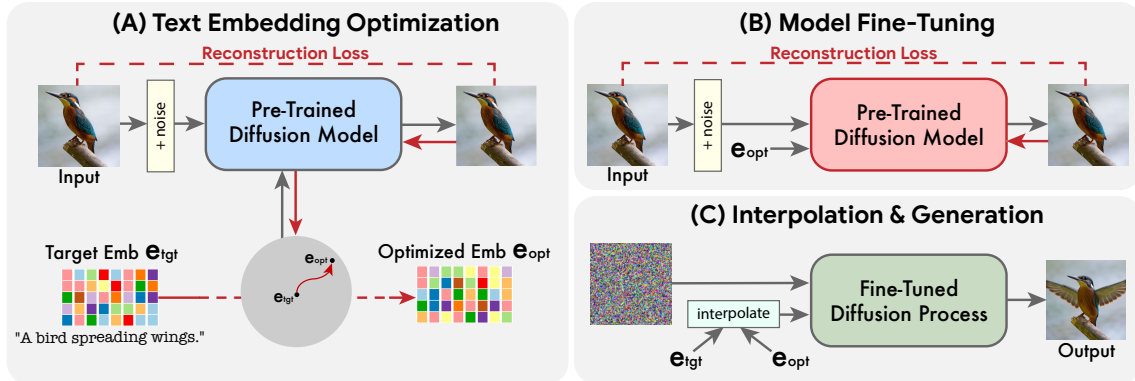 (A) Text Embedding Optimization
Reconstruction Loss
+ noise
Pre-Trained
Diffusion Model
Input
Target Emb etgt
eopt
etgt
Optimized Emb eopt
"A bird spreading wings."
(B) Model Fine-Tuning
Reconstruction Loss
+ noise
eopt
Pre-Trained
Diffusion Model
Input
(C) Interpolation & Generation
interpolate
etgt
eopt
Fine-Tuned
Diffusion Process
Output